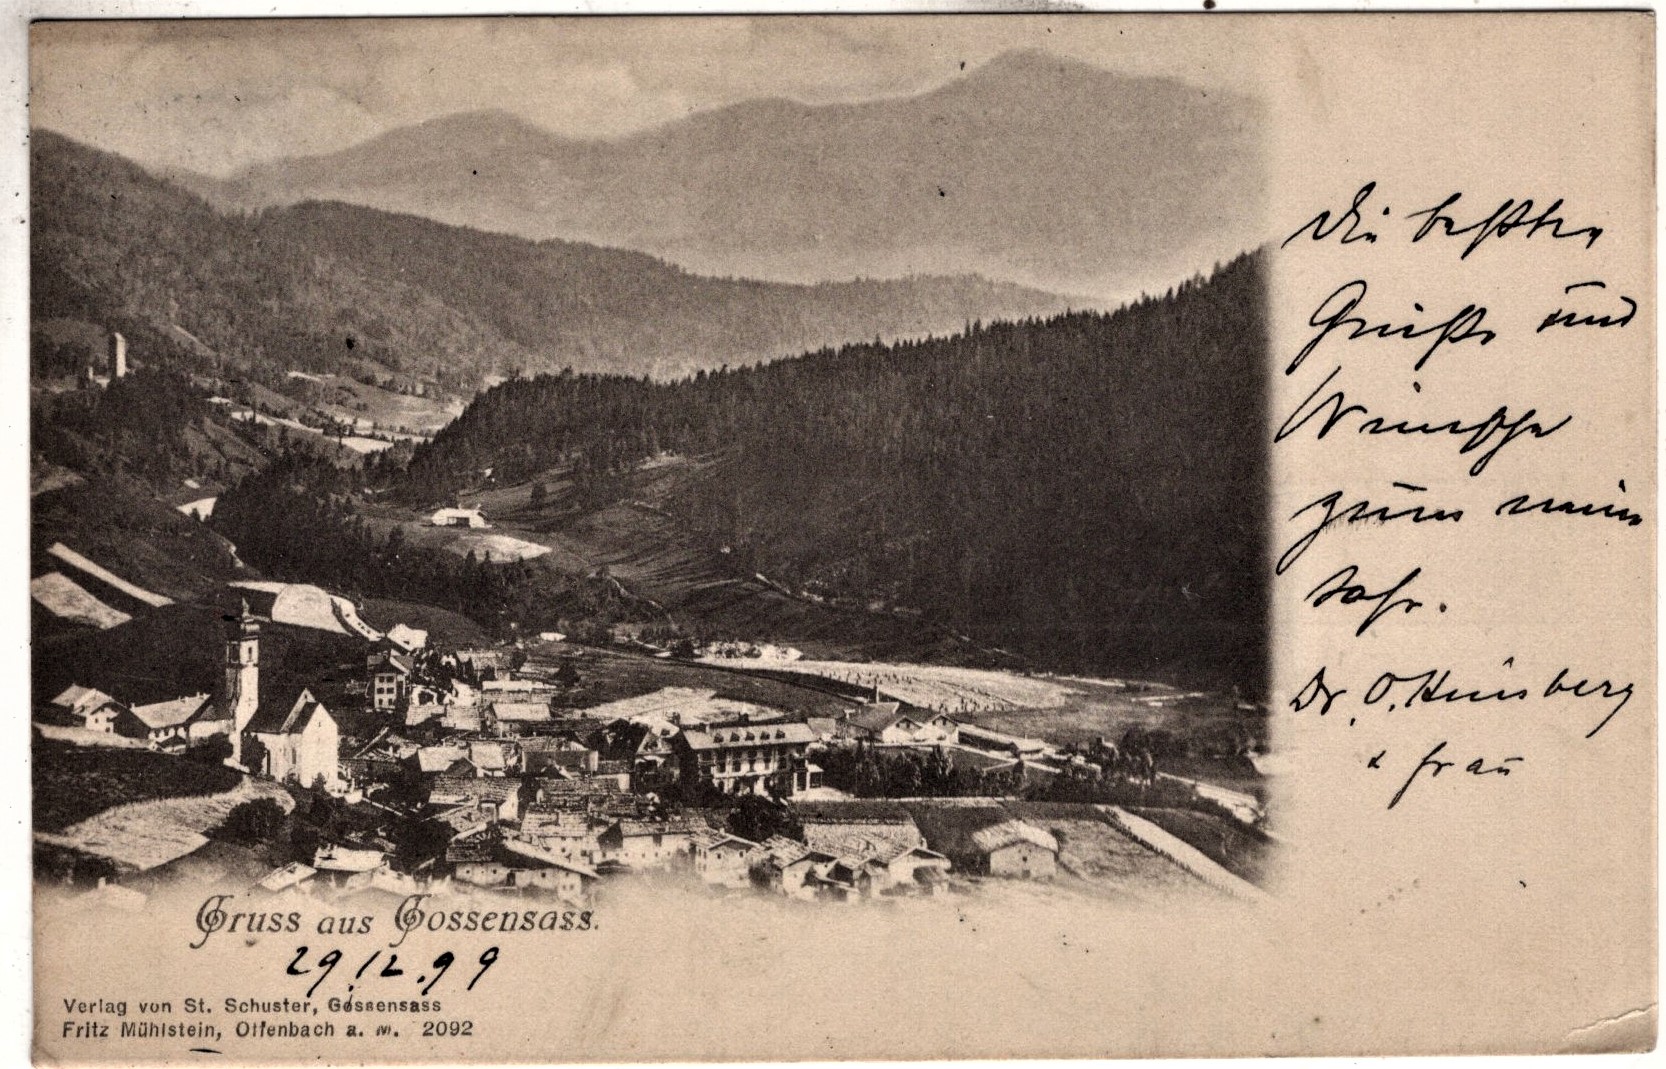 Die besten
Grüße und
Wünsche
zum neuen
Jahr.
Dr. O. Hinsberg
& Frau
Gruss aus Gossensass.
29.12.99
Verlag von St. Schuster, Gossensass
Fritz Mühlstein, Offenbach a. M. 2092